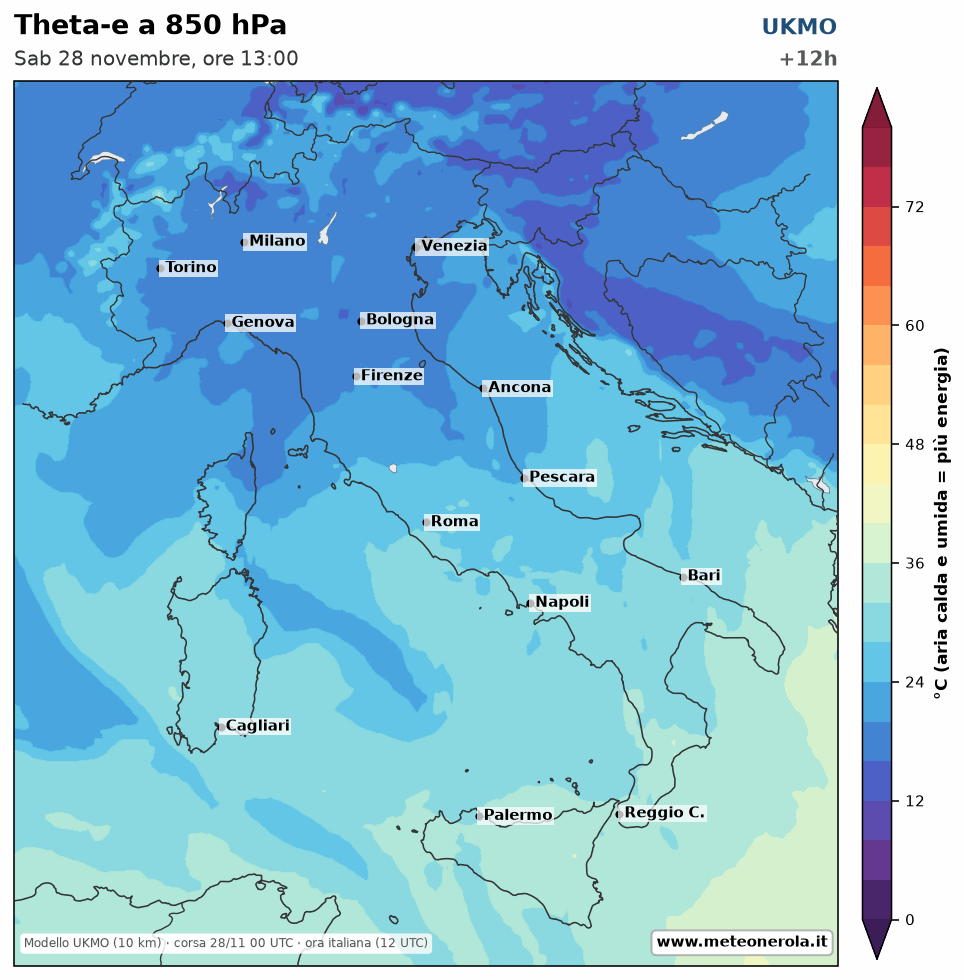 Theta-e a 850 hPa
UKMO
Sab 28 novembre, ore 13:00
+12h
Milano
Venezia
Torino
Genova
Bologna
Firenze
Ancona
Pescara
Roma
Bari
Napoli
Cagliari
Palermo
Reggio C.
72
60
48
36
24
12
0
°C (aria calda e umida = più energia)
Modello UKMO (10 km) · corsa 28/11 00 UTC · ora italiana (12 UTC)
www.meteonerola.it